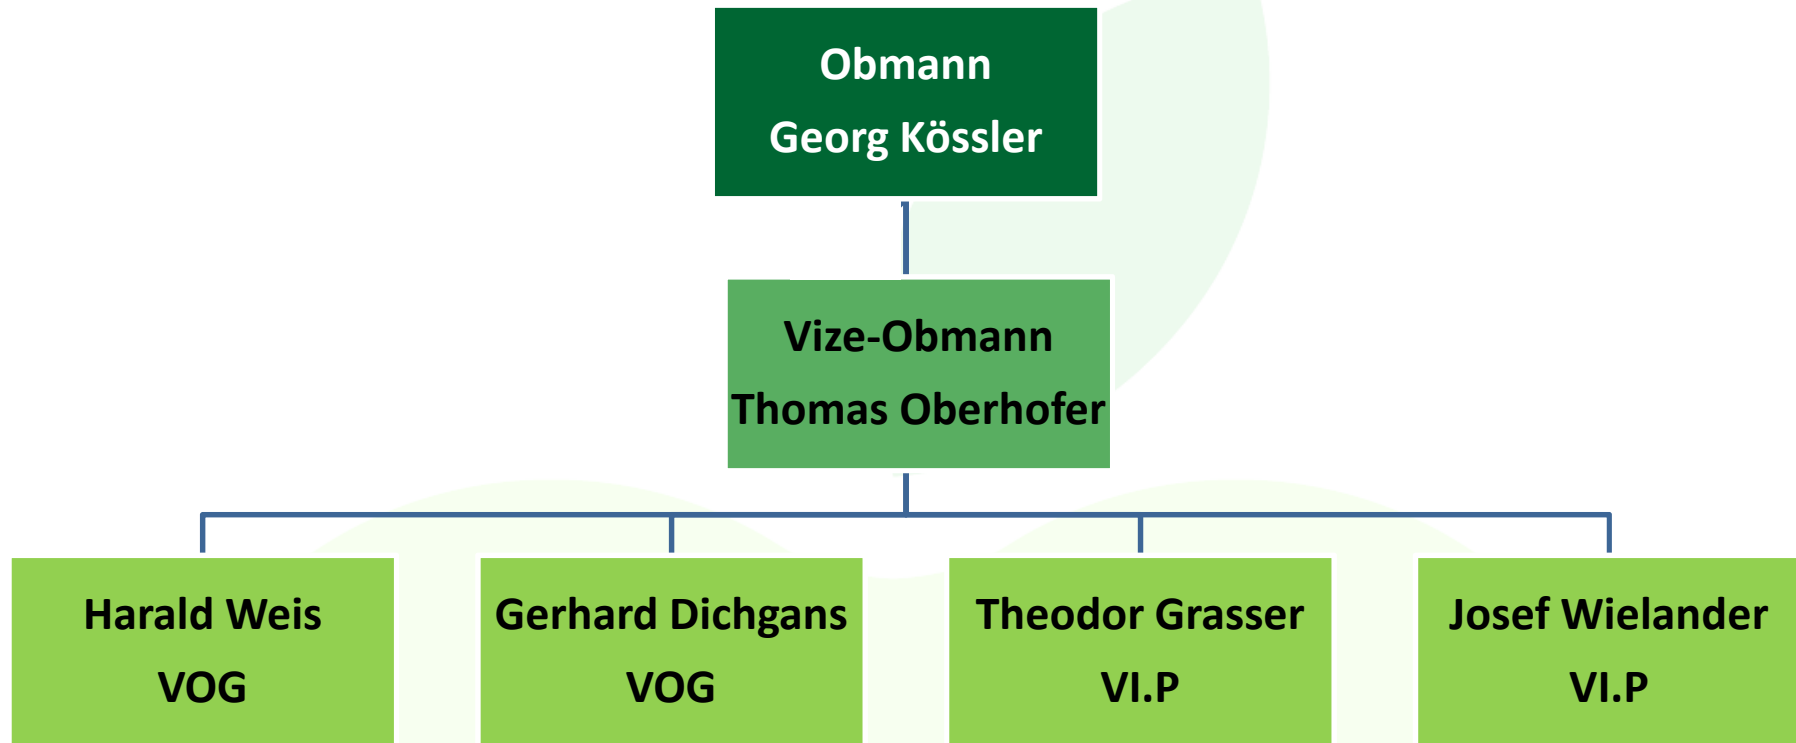 Obmann
Georg Kössler
Vize-Obmann
Thomas Oberhofer
Harald Weis
VOG
Gerhard Dichgans
VOG
Theodor Grasser
VI.P
Josef Wielander
VI.P